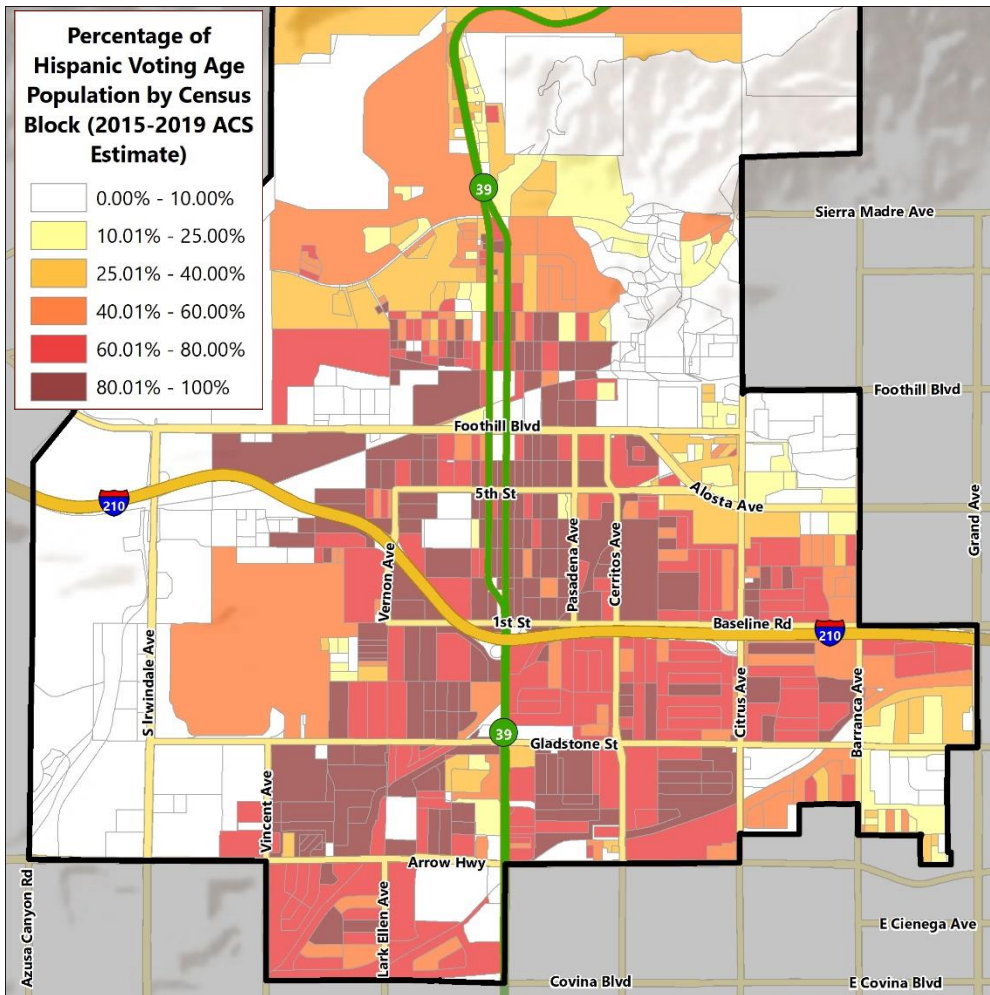 Percentage of
Hispanic Voting Age
Population by Census
Block (2015-2019 ACS
Estimate)
0.00% - 10.00%
10.01% - 25.00%
25.01% - 40.00%
40.01% - 60.00%
60.01% - 80.00%
80.01% - 100%
39
Sierra Madre Ave
Foothill Blvd
Foothill Blvd
210
5th St
Alosta Ave
Grand Ave
Vernon Ave
Pasadena Ave
Cerritos Ave
1st St
Baseline Rd
210
S Irwindale Ave
Citrus Ave
Barranca Ave
39
Gladstone St
Vincent Ave
Arrow Hwy
Azusa Canyon Rd
Lark Ellen Ave
E Cienega Ave
Covina Blvd
E Covina Blvd